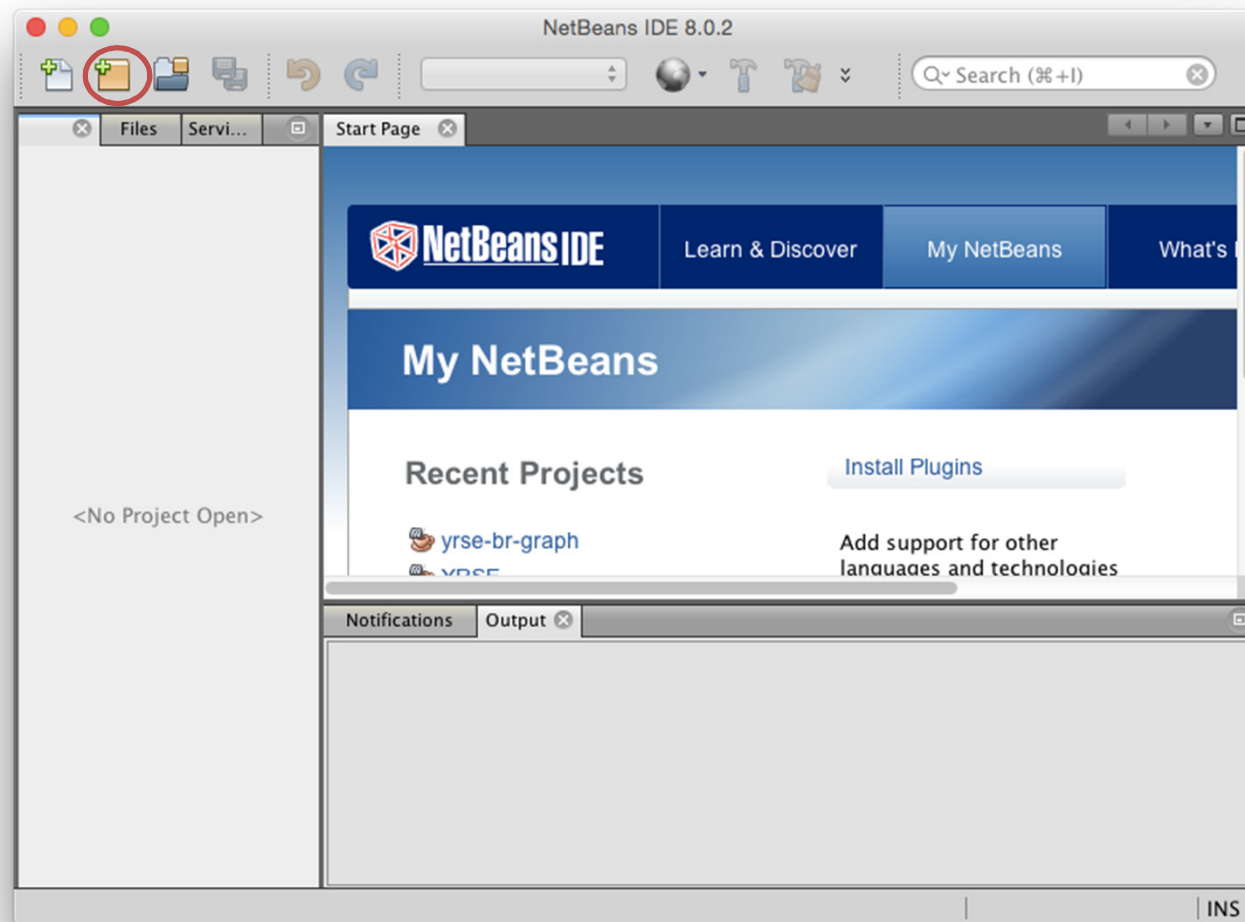 NetBeans IDE 8.0.2
Search (⌘+I)
Files
Servi...
Start Page
NetBeans IDE
Learn & Discover
My NetBeans
What's
My NetBeans
Recent Projects
Install Plugins
<No Project Open>
yrse-br-graph
Add support for other
YRSE
languages and technologies
Notifications
Output
INS